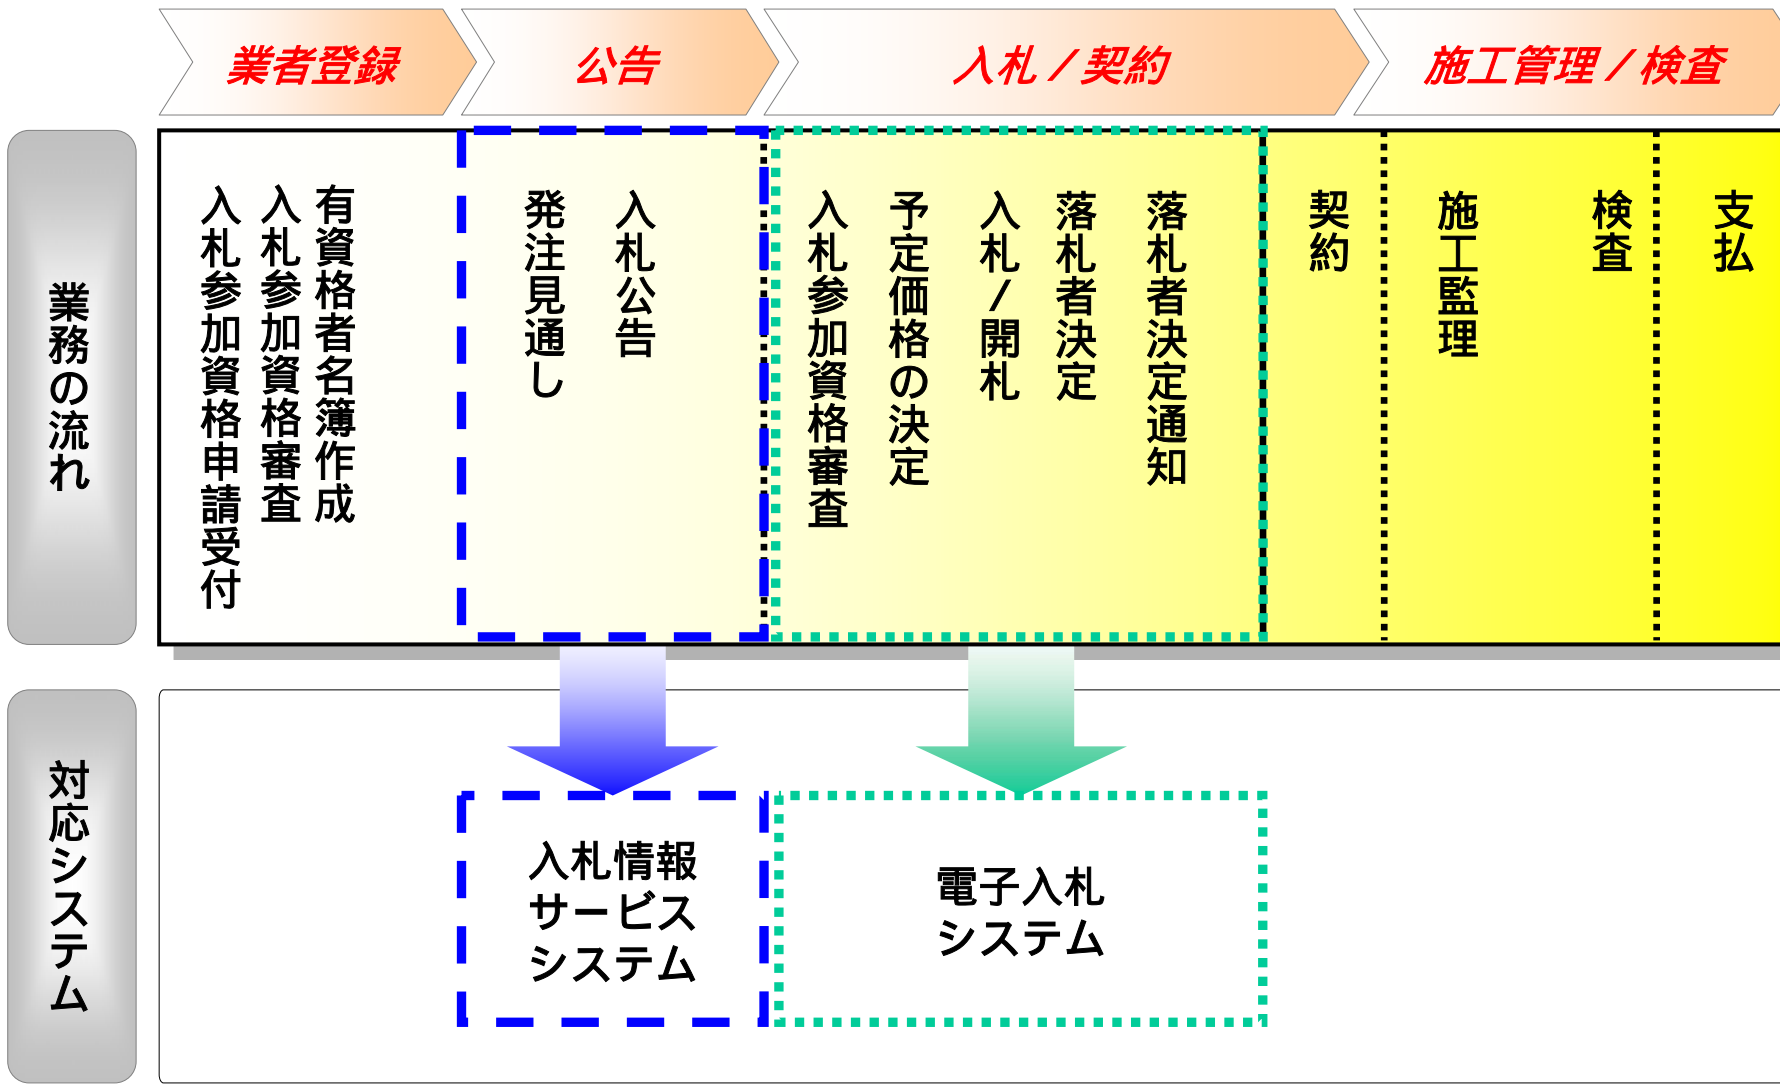 業者登録
公告
入札/契約
施工管理/検査
業務の流れ
入札参加資格申請受付
入札参加資格審査
有資格者名簿作成
発注見通し
入札公告
入札参加資格審査
予定価格の決定
入札/開札
落札者決定
落札者決定通知
契約
施工監理
検査
支払
対応システム
入札情報
サービス
システム
電子入札
システム